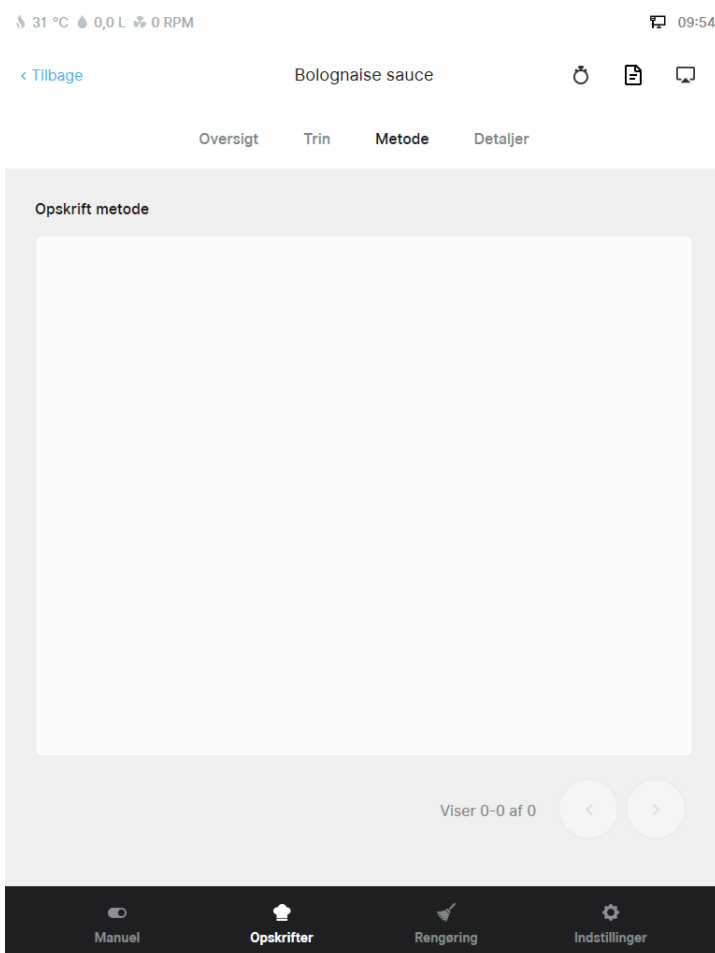 31 °C 0,0 L 0 RPM 09:54
< Tilbage Bolognaise sauce
Oversigt Trin Metode Detaljer
Opskrift metode
Viser 0-0 af 0
Manuel Opskrifter Rengøring Indstillinger